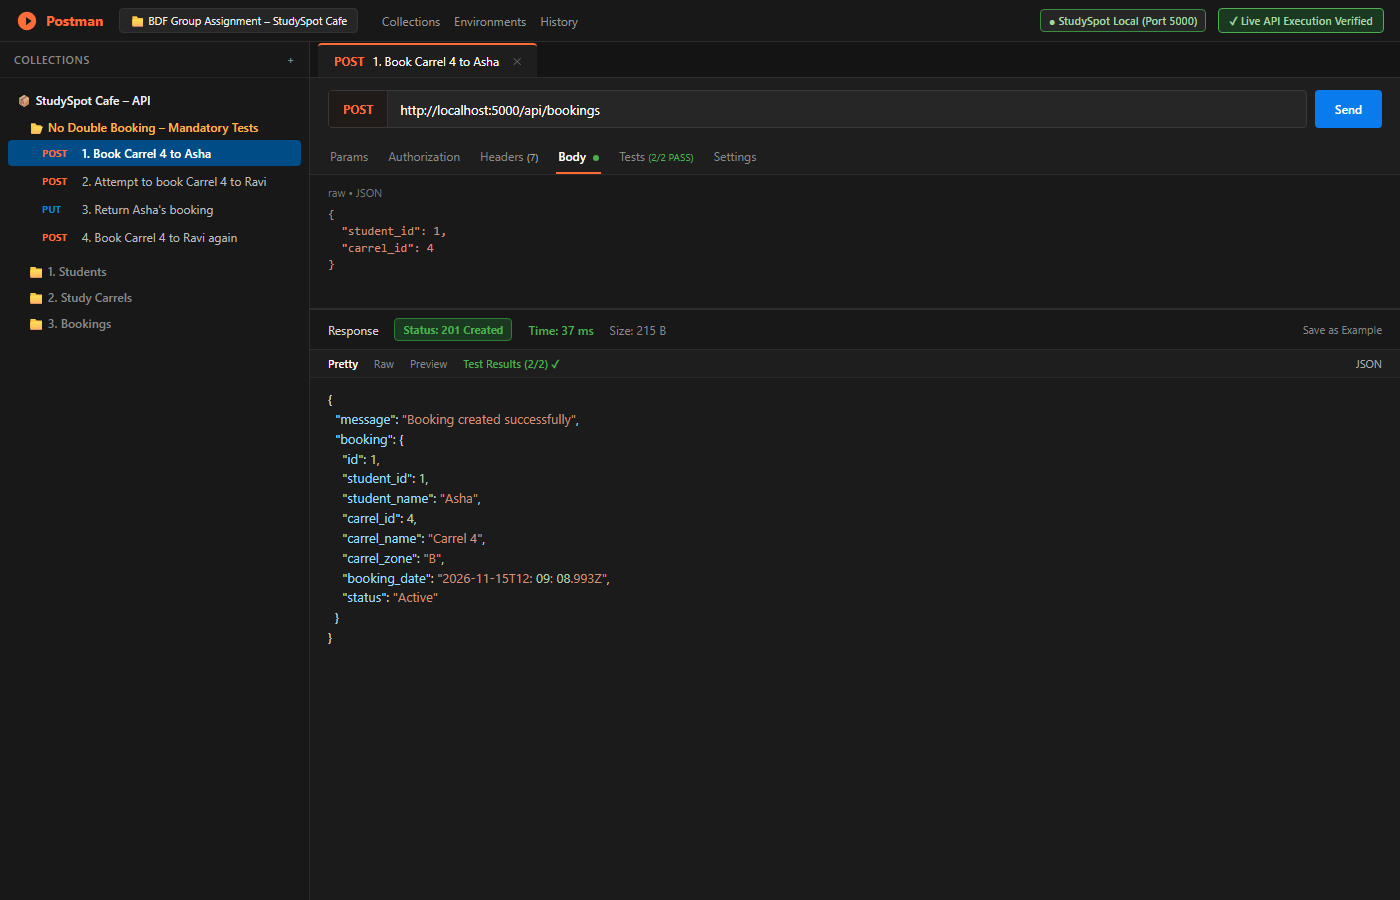 Postman
BDF Group Assignment – StudySpot Cafe
Collections
Environments
History
● StudySpot Local (Port 5000)
✓ Live API Execution Verified
COLLECTIONS
+
StudySpot Cafe – API
No Double Booking – Mandatory Tests
POST 1. Book Carrel 4 to Asha
POST 2. Attempt to book Carrel 4 to Ravi
PUT 3. Return Asha's booking
POST 4. Book Carrel 4 to Ravi again
1. Students
2. Study Carrels
3. Bookings
POST 1. Book Carrel 4 to Asha ×
POST http://localhost:5000/api/bookings
Send
Params Authorization Headers (7) Body ● Tests (2/2 PASS) Settings
raw • JSON
{
  "student_id": 1,
  "carrel_id": 4
}
Response Status: 201 Created Time: 37 ms Size: 215 B Save as Example
Pretty Raw Preview Test Results (2/2) ✓ JSON
{
  "message": "Booking created successfully",
  "booking": {
    "id": 1,
    "student_id": 1,
    "student_name": "Asha",
    "carrel_id": 4,
    "carrel_name": "Carrel 4",
    "carrel_zone": "B",
    "booking_date": "2026-11-15T12: 09: 08.993Z",
    "status": "Active"
  }
}